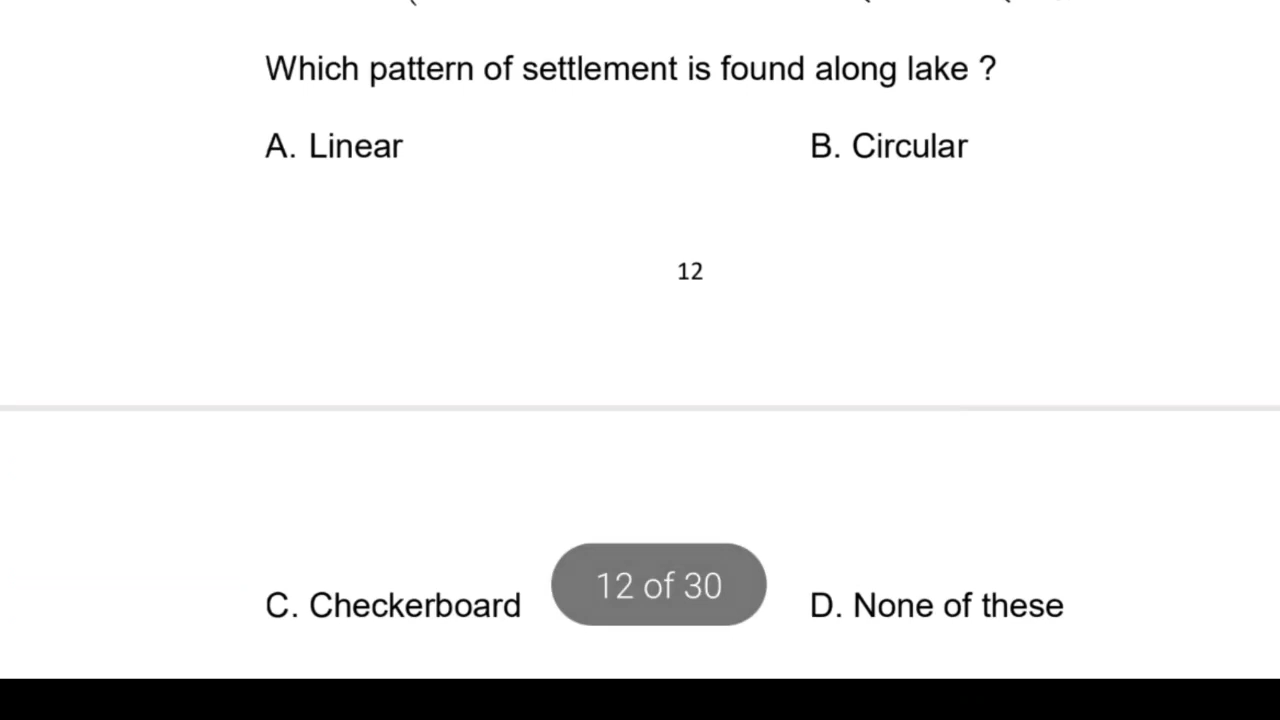 Which pattern of settlement is found along lake ?
A. Linear B. Circular
12
12 of 30
C. Checkerboard D. None of these